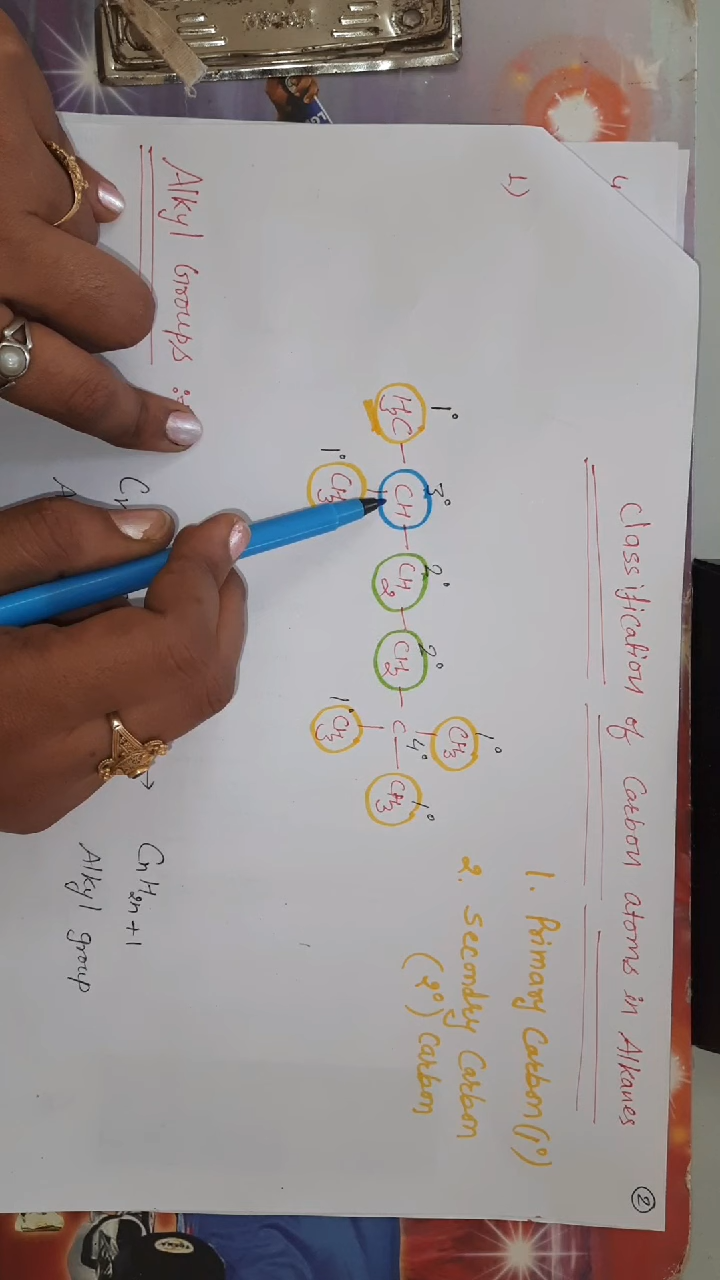 ②
Classification of Carbon atoms in Alkanes
4
1)
1. Primary Carbon (1°)
2. Secondry Carbon
(2°) Carbon
1° 3° 2° 2° 1°
H3C - CH - CH2 - CH2 - C - CH3
4° 1°
CH3 CH3 CH3
1° 1°
Alkyl Groups :-
→ CnH2n+1
Alkyl group